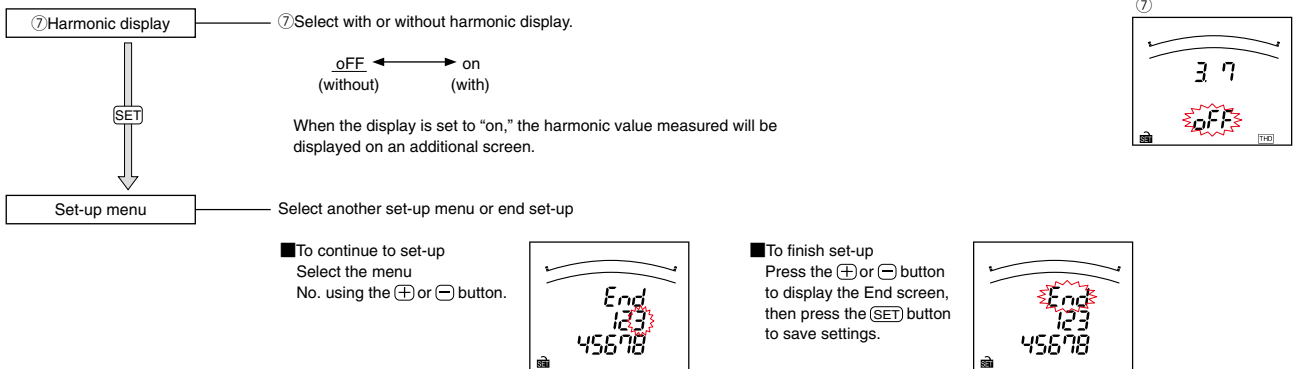 ⑦Harmonic display
⑦Select with or without harmonic display.
oFF on
(without) (with)
SET
When the display is set to “on,” the harmonic value measured will be
displayed on an additional screen.
⑦
3. 7
oFF
SET THD
Set-up menu
Select another set-up menu or end set-up
■To continue to set-up
Select the menu
No. using the + or − button.
End
123
45678
SET
■To finish set-up
Press the + or − button
to display the End screen,
then press the SET button
to save settings.
End
123
45678
SET